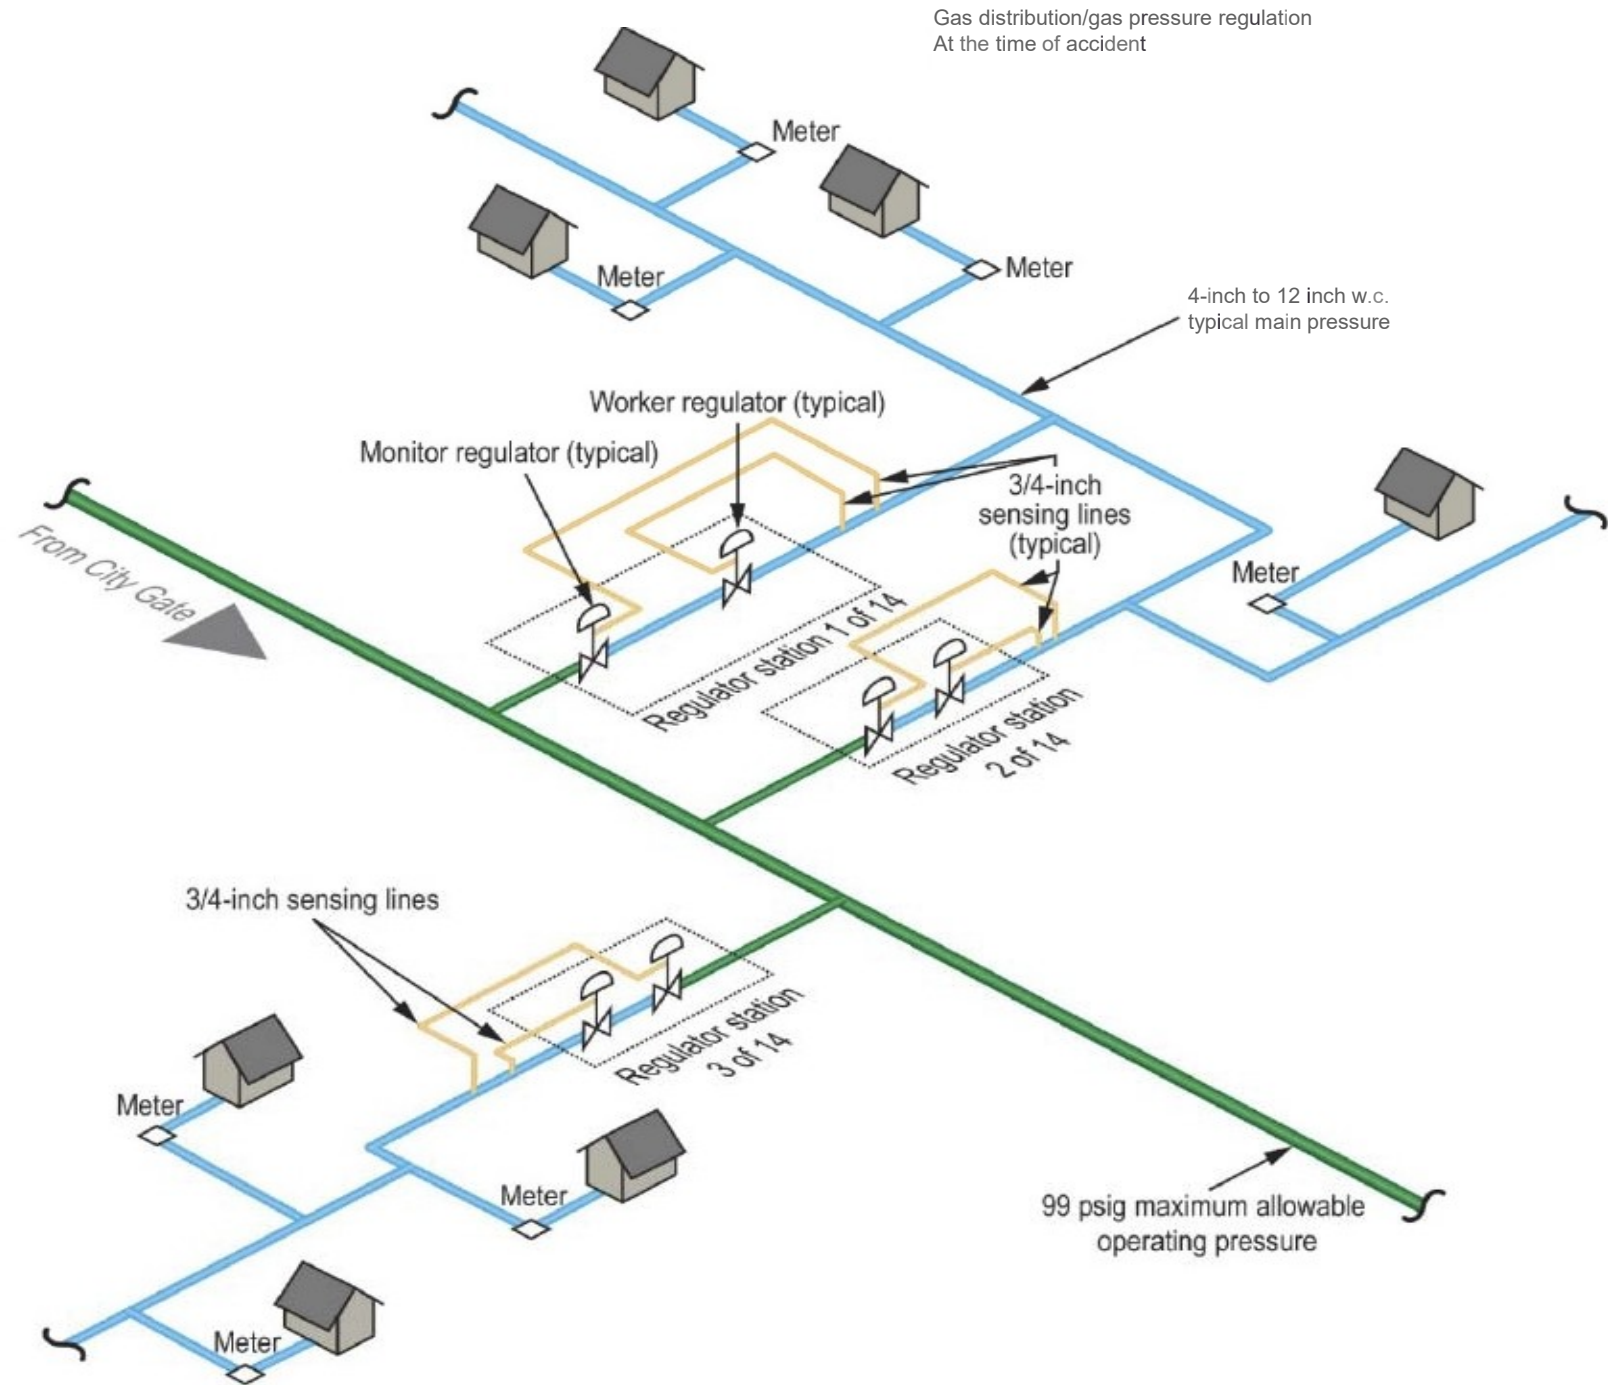 Gas distribution/gas pressure regulation
At the time of accident
Meter
Meter
Meter
4-inch to 12 inch w.c.
typical main pressure
Worker regulator (typical)
Monitor regulator (typical)
3/4-inch
sensing lines
(typical)
From City Gate
Meter
Regulator station 1 of 14
Regulator station
2 of 14
3/4-inch sensing lines
Regulator station
3 of 14
Meter
Meter
99 psig maximum allowable
operating pressure
Meter